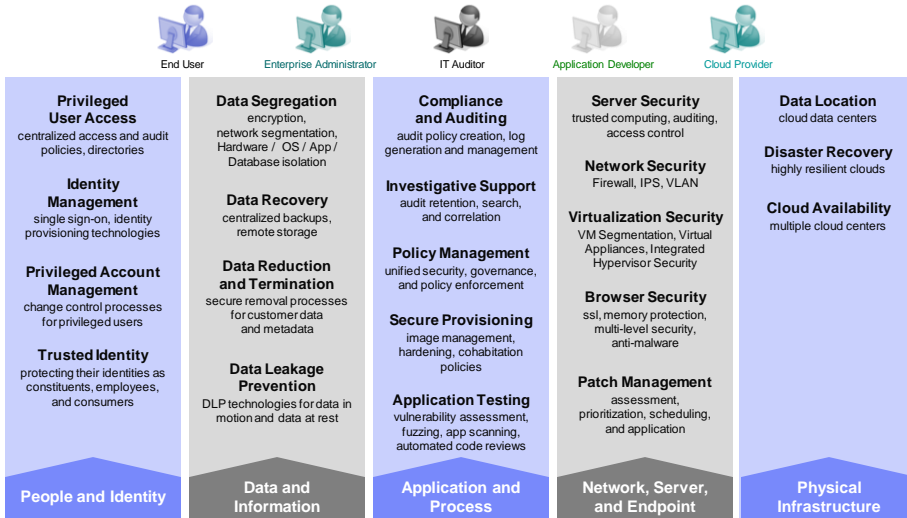 End User
Enterprise Administrator
IT Auditor
Application Developer
Cloud Provider
Privileged
User Access
centralized access and audit
policies, directories
Identity
Management
single sign-on, identity
provisioning technologies
Privileged Account
Management
change control processes
for privileged users
Trusted Identity
protecting their identities as
constituents, employees,
and consumers
People and Identity
Data Segregation
encryption,
network segmentation,
Hardware / OS / App /
Database isolation
Data Recovery
centralized backups,
remote storage
Data Reduction
and Termination
secure removal processes
for customer data
and metadata
Data Leakage
Prevention
DLP technologies for data in
motion and data at rest
Data and
Information
Compliance
and Auditing
audit policy creation, log
generation and management
Investigative Support
audit retention, search,
and correlation
Policy Management
unified security, governance,
and policy enforcement
Secure Provisioning
image management,
hardening, cohabitation
policies
Application Testing
vulnerability assessment,
fuzzing, app scanning,
automated code reviews
Application and
Process
Server Security
trusted computing, auditing,
access control
Network Security
Firewall, IPS, VLAN
Virtualization Security
VM Segmentation, Virtual
Appliances, Integrated
Hypervisor Security
Browser Security
ssl, memory protection,
multi-level security,
anti-malware
Patch Management
assessment,
prioritization, scheduling,
and application
Network, Server,
and Endpoint
Data Location
cloud data centers
Disaster Recovery
highly resilient clouds
Cloud Availability
multiple cloud centers
Physical
Infrastructure